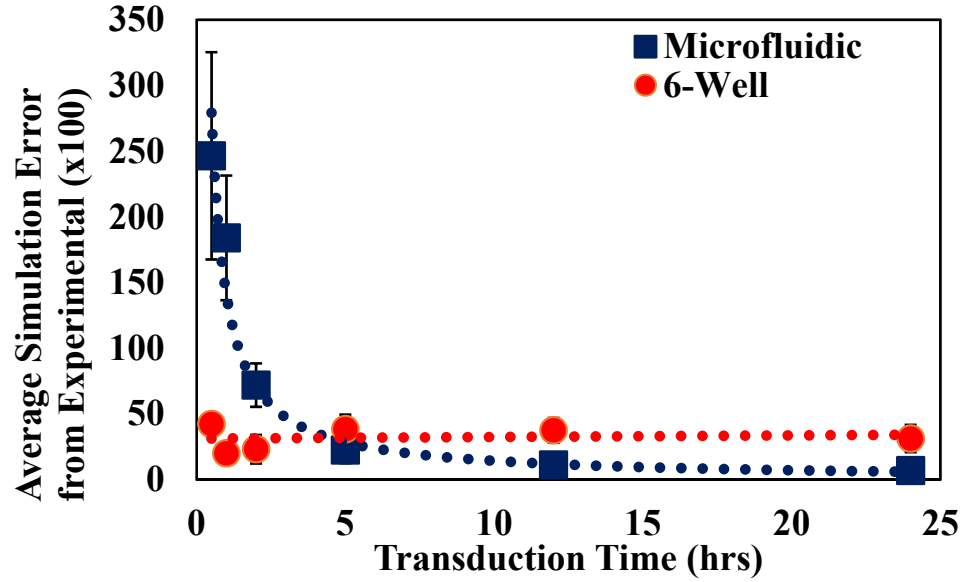 Average Simulation Error
from Experimental (x100)
350
300
250
200
150
100
50
0
Microfluidic
6-Well
0 5 10 15 20 25
Transduction Time (hrs)